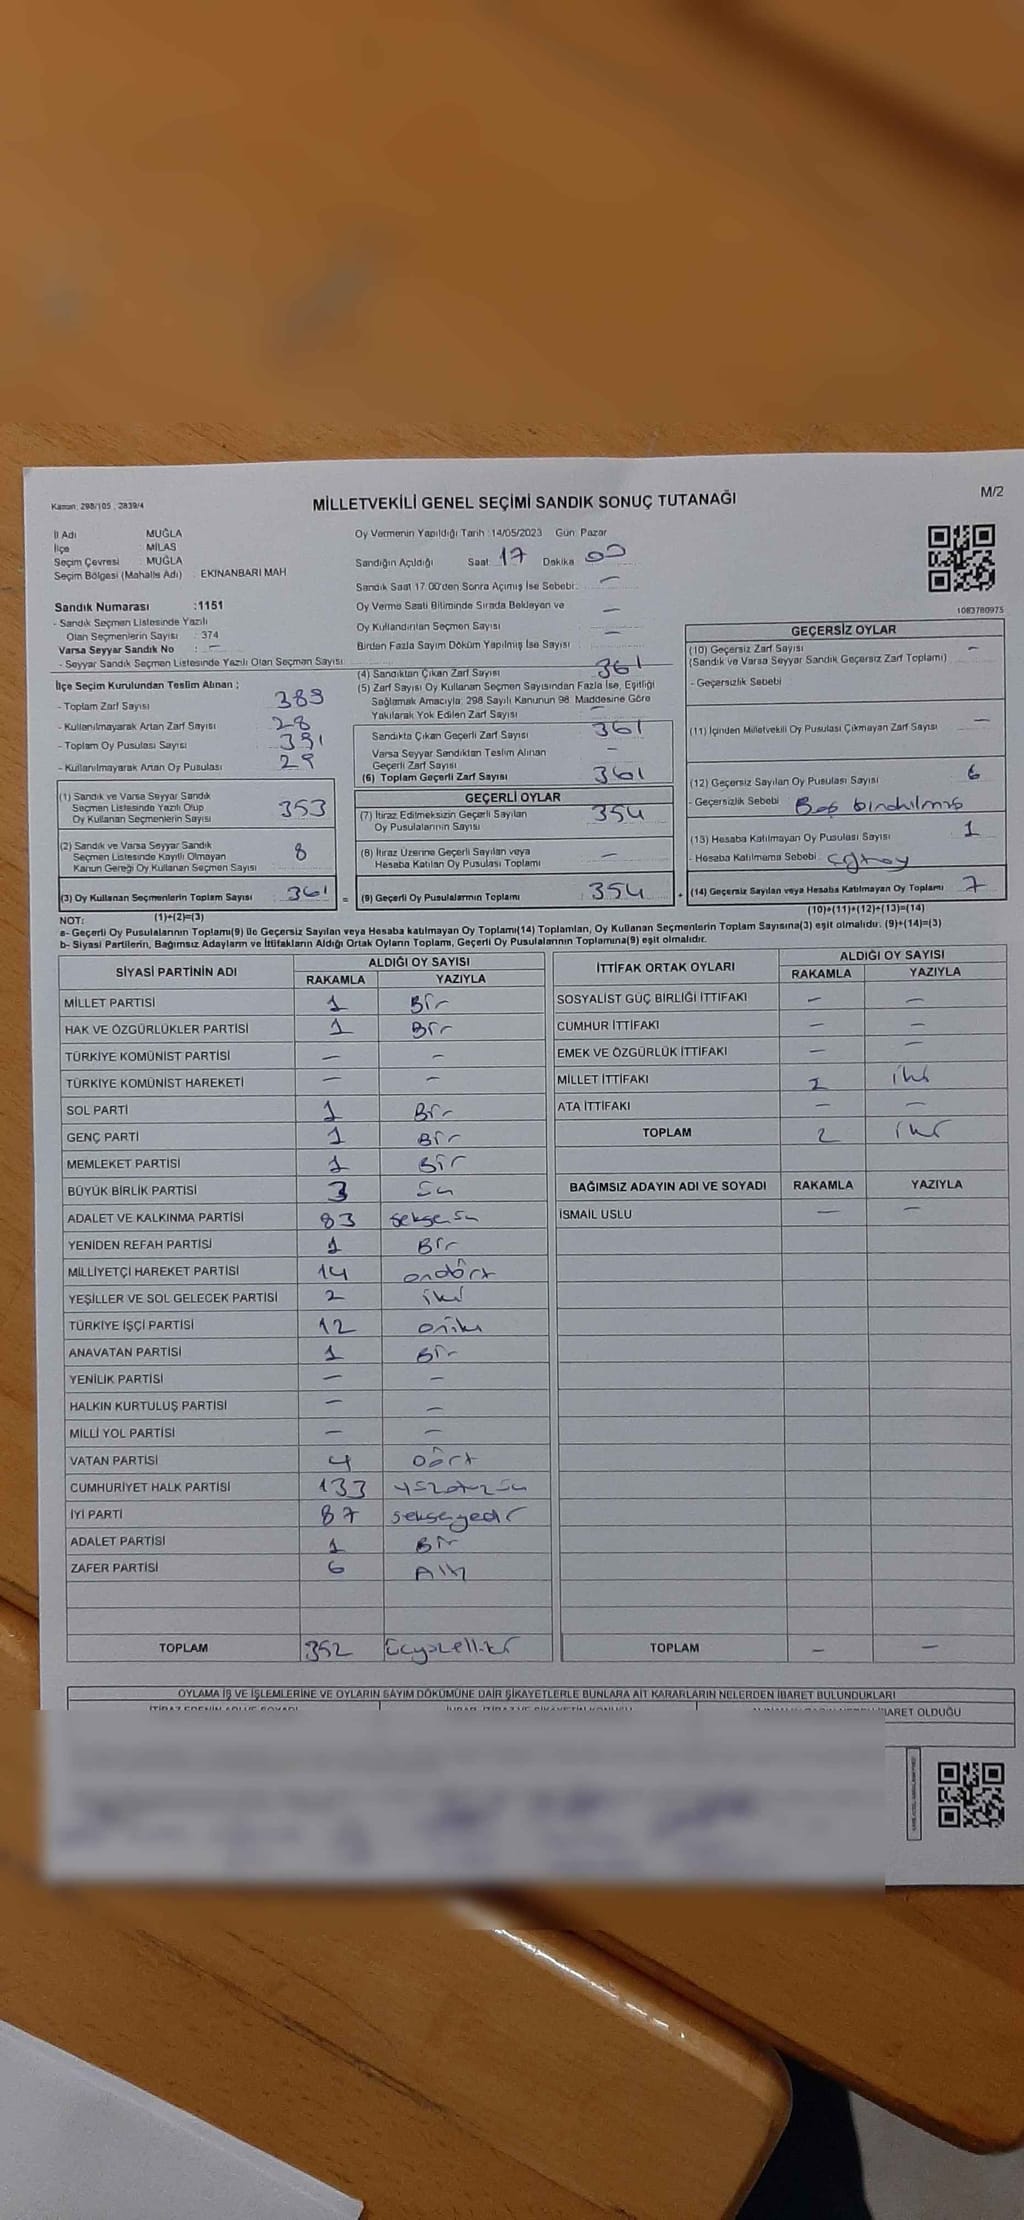 Kanun: 298/105 , 2839/4
MİLLETVEKİLİ GENEL SEÇİMİ SANDIK SONUÇ TUTANAĞI
M/2
İl Adı MUĞLA
İlçe MİLAS
Seçim Çevresi : MUĞLA
Seçim Bölgesi (Mahalle Adı) . EKİNANBARI MAH
Sandık Numarası :1151
- Sandık Seçmen Listesinde Yazılı
Olan Seçmenlerin Sayısı : 374
Varsa Seyyar Sandık No : —
- Seyyar Sandık Seçmen Listesinde Yazılı Olan Seçmen Sayısı
Oy Vermenin Yapıldığı Tarih :14/05/2023 Gün: Pazar
Sandığın Açıldığı Saat: 17 Dakika 00
Sandık Saat 17:00'den Sonra Açımış İse Sebebi: —
Oy Verme Saati Bitiminde Sırada Bekleyen ve
Oy Kullandırılan Seçmen Sayısı —
Birden Fazla Sayım Döküm Yapılmış İse Sayısı : —
1083780975
İlçe Seçim Kurulundan Teslim Alınan ;
- Toplam Zarf Sayısı 389
- Kullanılmayarak Artan Zarf Sayısı 28
- Toplam Oy Pusulası Sayısı 391
- Kullanılmayarak Artan Oy Pusulası 29
(1) Sandık ve Varsa Seyyar Sandık
Seçmen Listesinde Yazılı Olup
Oy Kullanan Seçmenlerin Sayısı 353
(2) Sandık ve Varsa Seyyar Sandık
Seçmen Listesinde Kayıtlı Olmayan
Kanun Gereği Oy Kullanan Seçmen Sayısı 8
(3) Oy Kullanan Seçmenlerin Toplam Sayısı 361 =
(1)+(2)=(3)
(4) Sandıktan Çıkan Zarf Sayısı 361
(5) Zarf Sayısı Oy Kullanan Seçmen Sayısından Fazla İse, Eşitliği
Sağlamak Amacıyla, 298 Sayılı Kanunun 98. Maddesine Göre
Yakılarak Yok Edilen Zarf Sayısı —
Sandıkta Çıkan Geçerli Zarf Sayısı 361
Varsa Seyyar Sandıktan Teslim Alınan
Geçerli Zarf Sayısı —
(6) Toplam Geçerli Zarf Sayısı 361
GEÇERLİ OYLAR
(7) İtiraz Edilmeksizin Geçerli Sayılan
Oy Pusulalarının Sayısı 354
(8) İtiraz Üzerine Geçerli Sayılan veya
Hesaba Katılan Oy Pusulası Toplamı —
(9) Geçerli Oy Pusulalarının Toplamı 354 +
GEÇERSİZ OYLAR
(10) Geçersiz Zarf Sayısı —
(Sandık ve Varsa Seyyar Sandık Geçersiz Zarf Toplamı)
- Geçersizlik Sebebi
(11) İçinden Milletvekili Oy Pusulası Çıkmayan Zarf Sayısı —
(12) Geçersiz Sayılan Oy Pusulası Sayısı 6
- Geçersizlik Sebebi Boş
(13) Hesaba Katılmayan Oy Pusulası Sayısı 1
- Hesaba Katılmama Sebebi :
(14) Geçersiz Sayılan veya Hesaba Katılmayan Oy Toplamı 7
(10)+(11)+(12)+(13)=(14)
NOT:
a- Geçerli Oy Pusulalarının Toplamı(9) ile Geçersiz Sayılan veya Hesaba katılmayan Oy Toplamı(14) Toplamları, Oy Kullanan Seçmenlerin Toplam Sayısına(3) eşit olmalıdır. (9)+(14)=(3)
b- Siyasi Partilerin, Bağımsız Adayların ve İttifakların Aldığı Ortak Oyların Toplamı, Geçerli Oy Pusulalarının Toplamına(9) eşit olmalıdır.
SİYASİ PARTİNİN ADI ALDIĞI OY SAYISI
RAKAMLA YAZIYLA
MİLLET PARTİSİ 1 Bir
HAK VE ÖZGÜRLÜKLER PARTİSİ 1 Bir
TÜRKİYE KOMÜNİST PARTİSİ — —
TÜRKİYE KOMÜNİST HAREKETİ — —
SOL PARTİ 1 Bir
GENÇ PARTİ 1 Bir
MEMLEKET PARTİSİ 1 Bir
BÜYÜK BİRLİK PARTİSİ 3 üç
ADALET VE KALKINMA PARTİSİ 83 seksenüç
YENİDEN REFAH PARTİSİ 1 Bir
MİLLİYETÇİ HAREKET PARTİSİ 14 ondört
YEŞİLLER VE SOL GELECEK PARTİSİ 2 iki
TÜRKİYE İŞÇİ PARTİSİ 12 oniki
ANAVATAN PARTİSİ 1 Bir
YENİLİK PARTİSİ — —
HALKIN KURTULUŞ PARTİSİ — —
MİLLİ YOL PARTİSİ — —
VATAN PARTİSİ 4 Dört
CUMHURİYET HALK PARTİSİ 133 yüzotuzüç
İYİ PARTİ 87 seksenyedi
ADALET PARTİSİ 1 Bir
ZAFER PARTİSİ 6 Altı
TOPLAM 352 üçyüzelliiki
İTTİFAK ORTAK OYLARI ALDIĞI OY SAYISI
RAKAMLA YAZIYLA
SOSYALİST GÜÇ BİRLİĞİ İTTİFAKI — —
CUMHUR İTTİFAKI — —
EMEK VE ÖZGÜRLÜK İTTİFAKI — —
MİLLET İTTİFAKI 2 iki
ATA İTTİFAKI — —
TOPLAM 2 iki
BAĞIMSIZ ADAYIN ADI VE SOYADI RAKAMLA YAZIYLA
İSMAİL USLU — —
TOPLAM — —
OYLAMA İŞ VE İŞLEMLERİNE VE OYLARIN SAYIM DÖKÜMÜNE DAİR ŞİKAYETLERLE BUNLARA AİT KARARLARIN NELERDEN İBARET BULUNDUKLARI
İBARET OLDUĞU